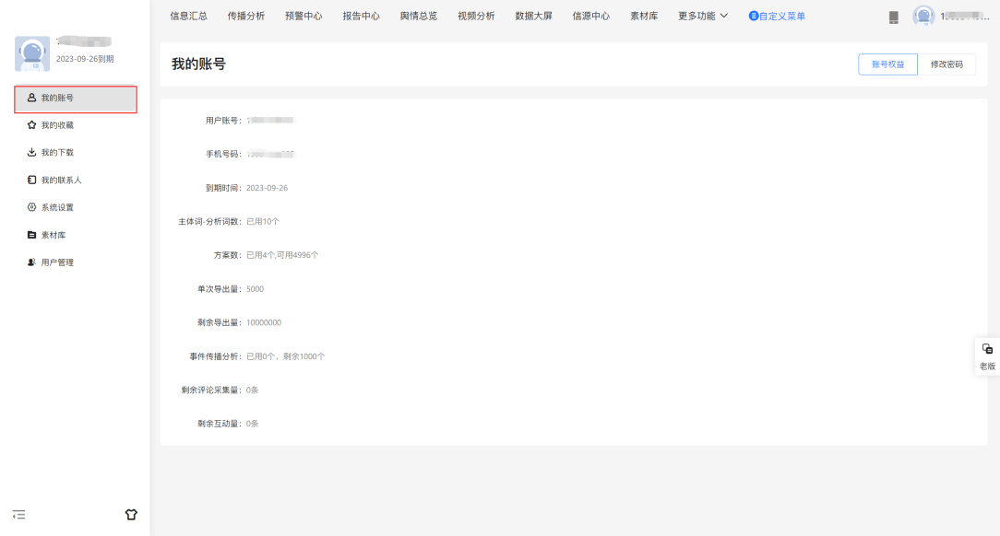 信息汇总 传播分析 预警中心 报告中心 舆情总览 视频分析 数据大屏 信源中心 素材库 更多功能 自定义菜单
2023-09-26到期
我的账号
我的收藏
我的下载
我的联系人
系统设置
素材库
用户管理
我的账号
账号权益 修改密码
用户账号：
手机号码：
到期时间： 2023-09-26
主体词-分析词数： 已用10个
方案数： 已用4个,可用4996个
单次导出量： 5000
剩余导出量： 10000000
事件传播分析： 已用0个，剩余1000个
剩余评论采集量： 0条
剩余互动量： 0条
老版